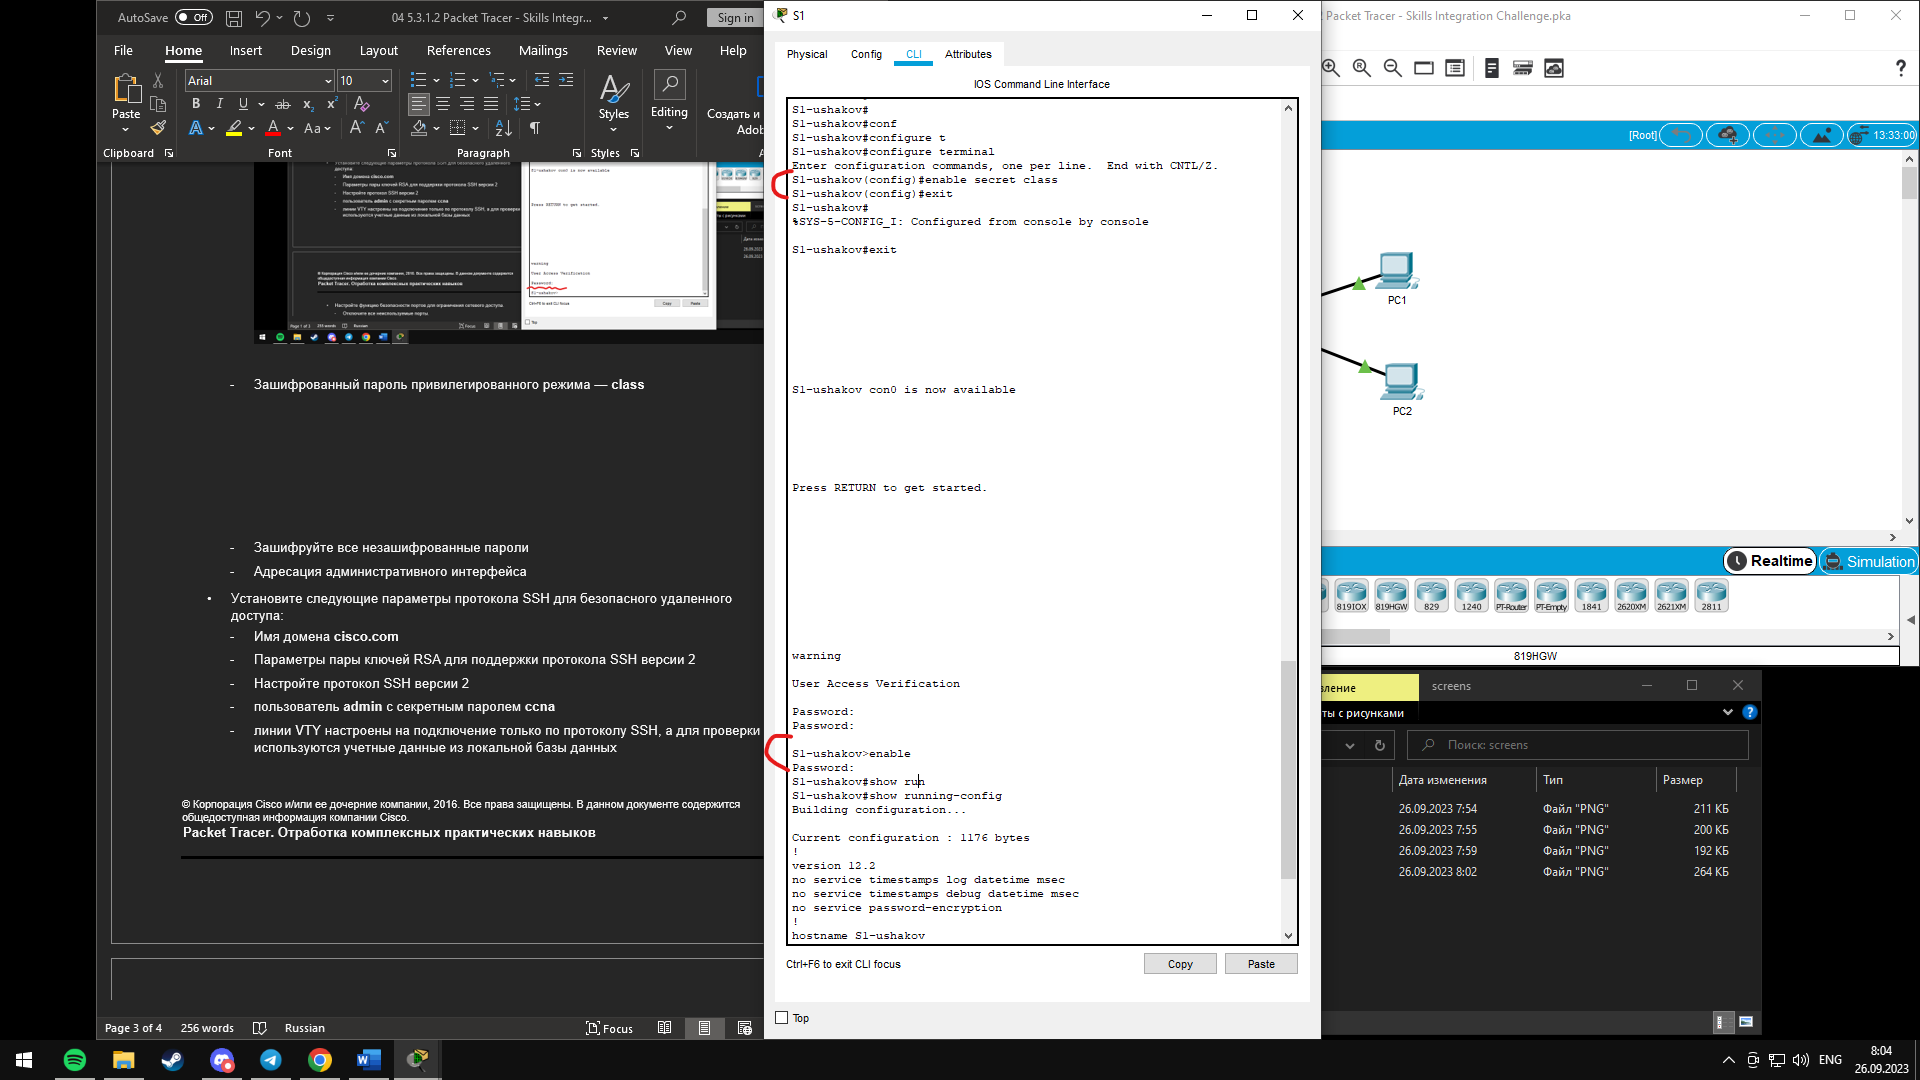 AutoSave Off
04 5.3.1.2 Packet Tracer - Skills Integr...
Sign in
File Home Insert Design Layout References Mailings Review View Help
Paste
Arial 10
Styles
Editing
Создать и
Adob
Clipboard Font Paragraph Styles
- Зашифрованный пароль привилегированного режима — class
- Зашифруйте все незашифрованные пароли
- Адресация административного интерфейса
• Установите следующие параметры протокола SSH для безопасного удаленного
доступа:
- Имя домена cisco.com
- Параметры пары ключей RSA для поддержки протокола SSH версии 2
- Настройте протокол SSH версии 2
- пользователь admin с секретным паролем ccna
- линии VTY настроены на подключение только по протоколу SSH, а для проверки
используются учетные данные из локальной базы данных
© Корпорация Cisco и/или ее дочерние компании, 2016. Все права защищены. В данном документе содержится
общедоступная информация компании Cisco.
Packet Tracer. Отработка комплексных практических навыков
Page 3 of 4 256 words Russian Focus
S1
Physical Config CLI Attributes
IOS Command Line Interface
S1-ushakov#
S1-ushakov#conf
S1-ushakov#configure t
S1-ushakov#configure terminal
Enter configuration commands, one per line. End with CNTL/Z.
S1-ushakov(config)#enable secret class
S1-ushakov(config)#exit
S1-ushakov#
%SYS-5-CONFIG_I: Configured from console by console
S1-ushakov#exit
S1-ushakov con0 is now available
Press RETURN to get started.
warning
User Access Verification
Password:
Password:
S1-ushakov>enable
Password:
S1-ushakov#show run
S1-ushakov#show running-config
Building configuration...
Current configuration : 1176 bytes
!
version 12.2
no service timestamps log datetime msec
no service timestamps debug datetime msec
no service password-encryption
!
hostname S1-ushakov
Ctrl+F6 to exit CLI focus
Copy Paste
Top
Packet Tracer - Skills Integration Challenge.pka
[Root] 13:33:00
PC1
PC2
Realtime Simulation
819IOX 819HGW 829 1240 PT-Router PT-Empty 1841 2620XM 2621XM 2811
819HGW
screens
ты с рисунками
Поиск: screens
Дата изменения Тип Размер
26.09.2023 7:54 Файл "PNG" 211 КБ
26.09.2023 7:55 Файл "PNG" 200 КБ
26.09.2023 7:59 Файл "PNG" 192 КБ
26.09.2023 8:02 Файл "PNG" 264 КБ
ENG
8:04
26.09.2023